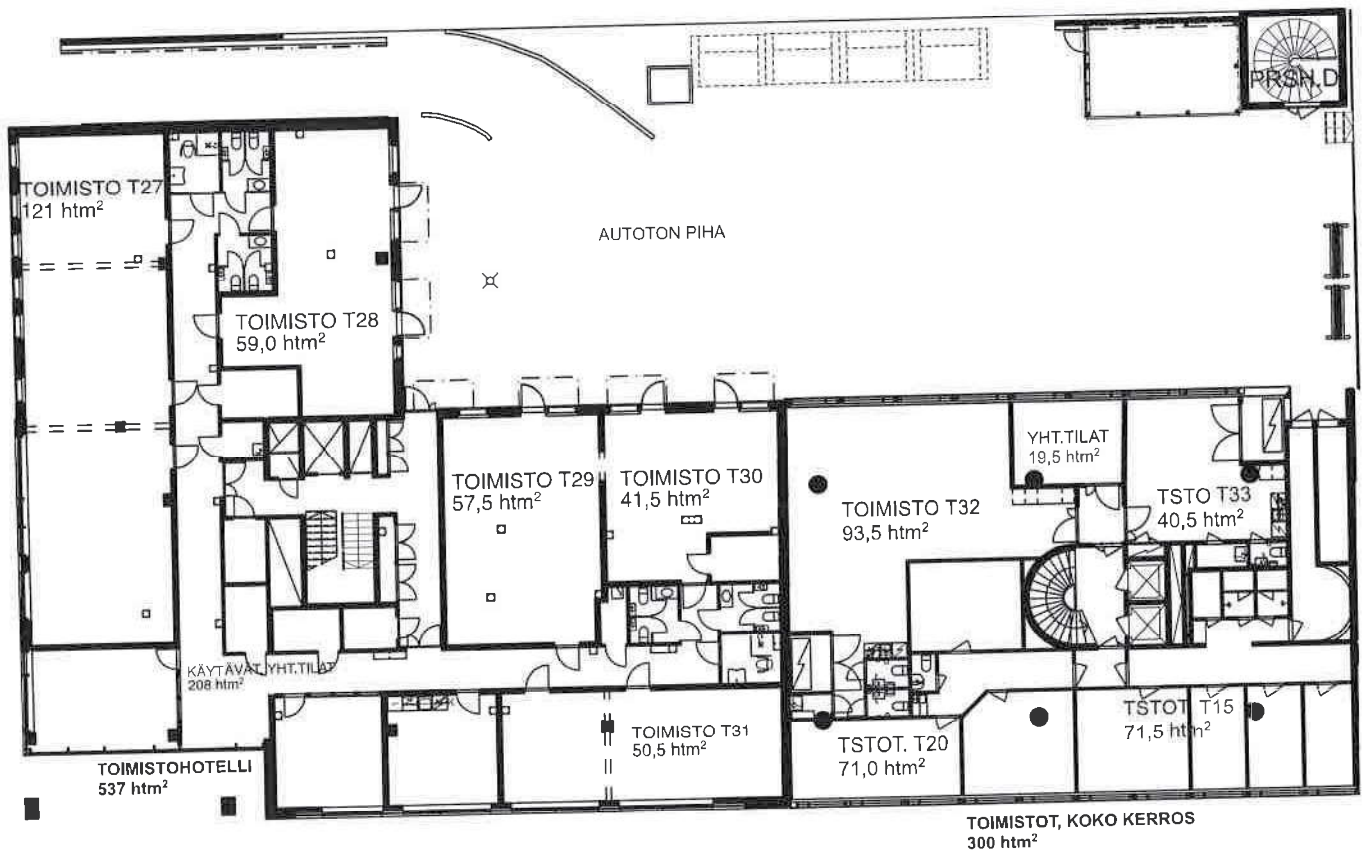 PRSH.D
TOIMISTO T27
121 htm²
AUTOTON PIHA
TOIMISTO T28
59,0 htm²
TOIMISTO T29
57,5 htm²
TOIMISTO T30
41,5 htm²
TOIMISTO T32
93,5 htm²
YHT.TILAT
19,5 htm²
TSTO T33
40,5 htm²
KÄYTÄVÄT, YHT.TILAT
208 htm²
TOIMISTO T31
50,5 htm²
TSTOT. T20
71,0 htm²
TSTOT. T15
71,5 htm²
TOIMISTOHOTELLI
537 htm²
TOIMISTOT, KOKO KERROS
300 htm²